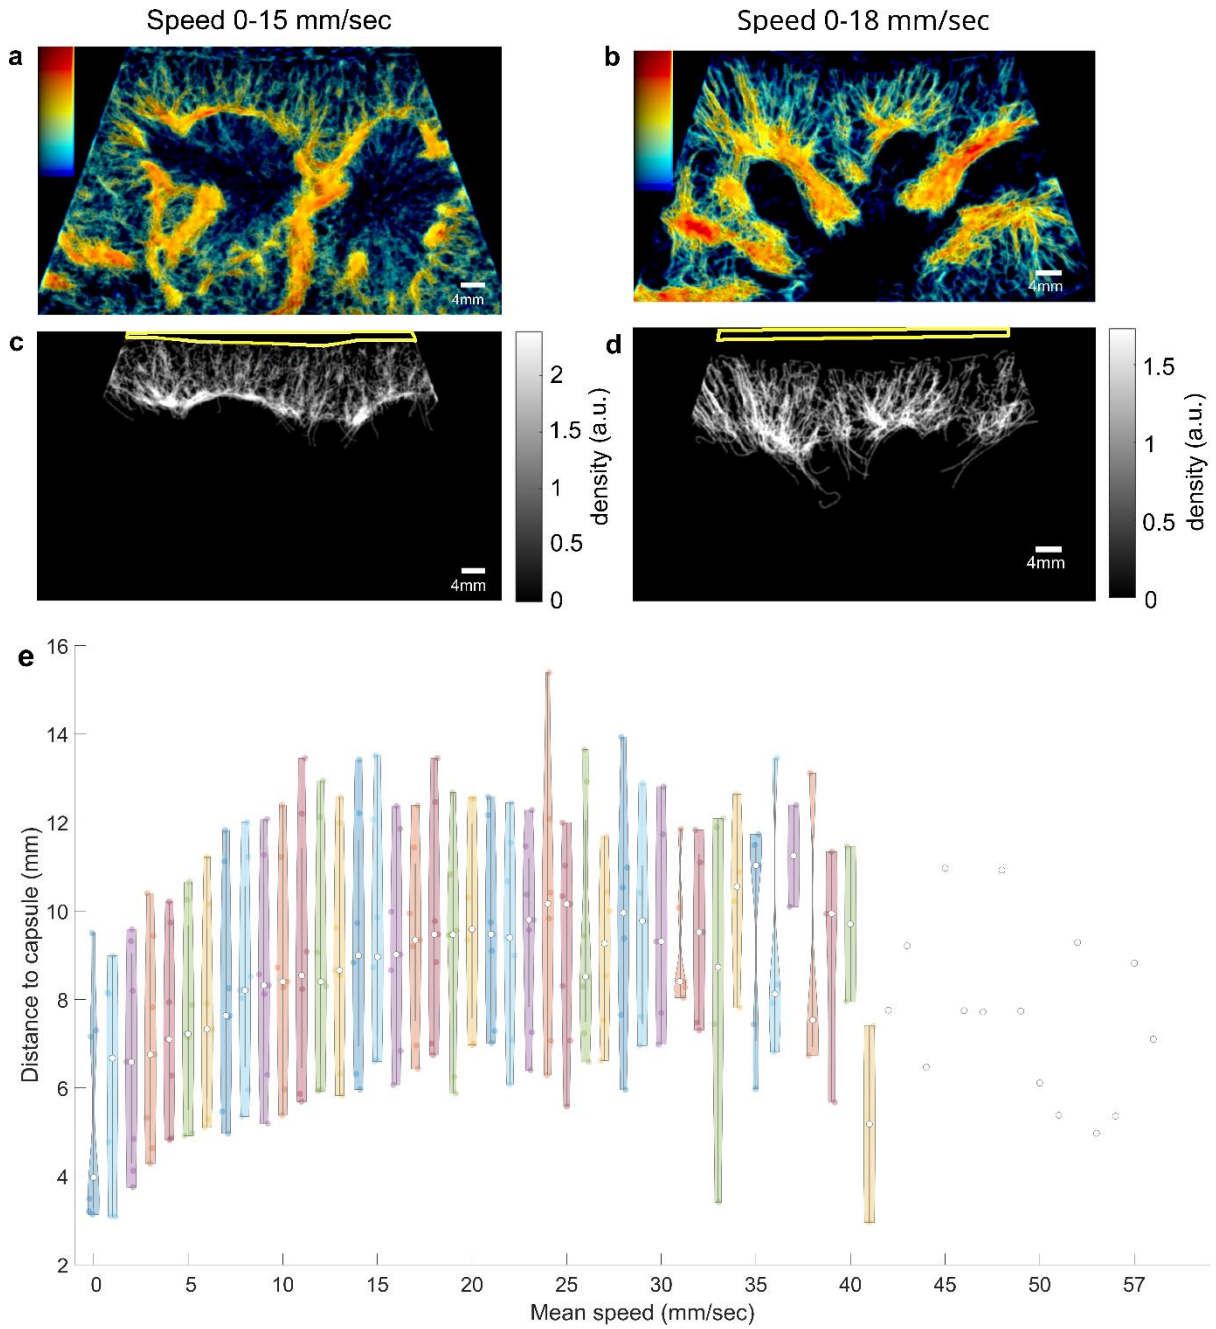 Speed 0-15 mm/sec
Speed 0-18 mm/sec
a
b
4mm
4mm
c
4mm
2
1.5
1
0.5
0
density (a.u.)
d
4mm
1.5
1
0.5
0
density (a.u.)
e
16
14
12
10
8
6
4
2
Distance to capsule (mm)
0 5 10 15 20 25 30 35 40 45 50 57
Mean speed (mm/sec)